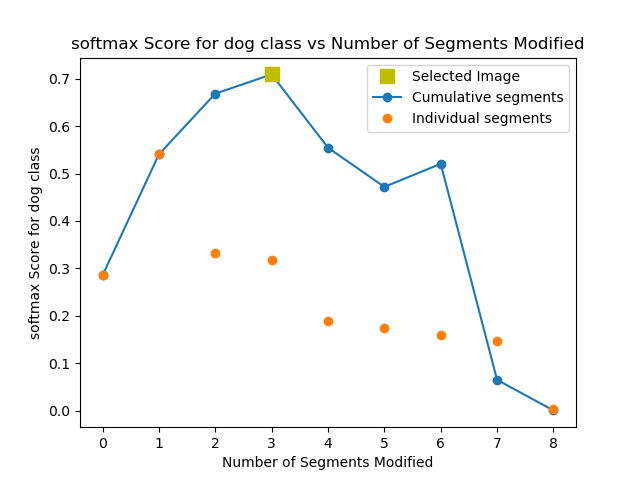 softmax Score for dog class vs Number of Segments Modified
Selected Image
Cumulative segments
Individual segments
softmax Score for dog class
0.7
0.6
0.5
0.4
0.3
0.2
0.1
0.0
0 1 2 3 4 5 6 7 8
Number of Segments Modified